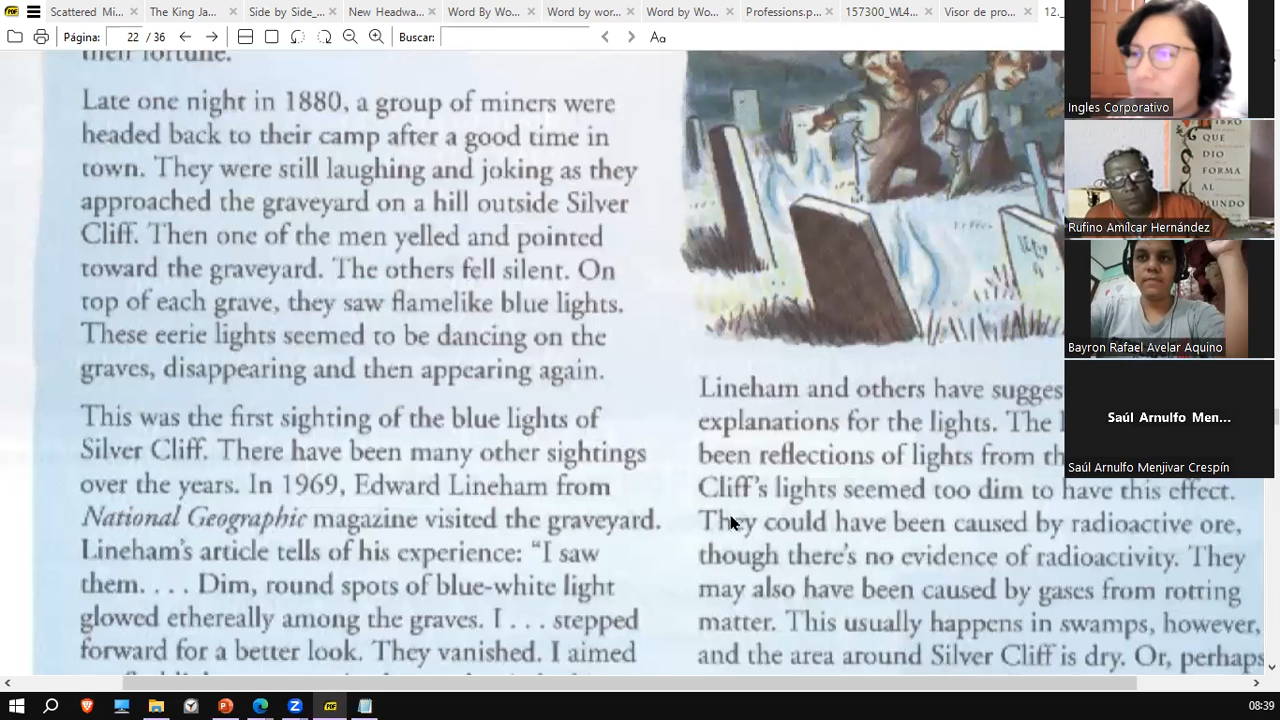 Scattered Mi...
The King Ja...
Side by Side_...
New Headwa...
Word By Wo...
Word by wor...
Word by Wo...
Professions.p...
157300_WL4...
Visor de pro...
12._
Página: 22 / 36
Buscar:
Aa
their fortune.
Late one night in 1880, a group of miners were
headed back to their camp after a good time in
town. They were still laughing and joking as they
approached the graveyard on a hill outside Silver
Cliff. Then one of the men yelled and pointed
toward the graveyard. The others fell silent. On
top of each grave, they saw flamelike blue lights.
These eerie lights seemed to be dancing on the
graves, disappearing and then appearing again.
This was the first sighting of the blue lights of
Silver Cliff. There have been many other sightings
over the years. In 1969, Edward Lineham from
National Geographic magazine visited the graveyard.
Lineham's article tells of his experience: “I saw
them. . . . Dim, round spots of blue-white light
glowed ethereally among the graves. I . . . stepped
forward for a better look. They vanished. I aimed
Lineham and others have sugges
explanations for the lights. The
been reflections of lights from th
Cliff's lights seemed too dim to have this effect.
They could have been caused by radioactive ore,
though there's no evidence of radioactivity. They
may also have been caused by gases from rotting
matter. This usually happens in swamps, however,
and the area around Silver Cliff is dry. Or, perhaps
Ingles Corporativo
LIBRO
QUE
DIO
FORMA
AL
MUNDO
Rufino Amílcar Hernández
Bayron Rafael Avelar Aquino
Saúl Arnulfo Men...
Saúl Arnulfo Menjivar Crespín
08:39